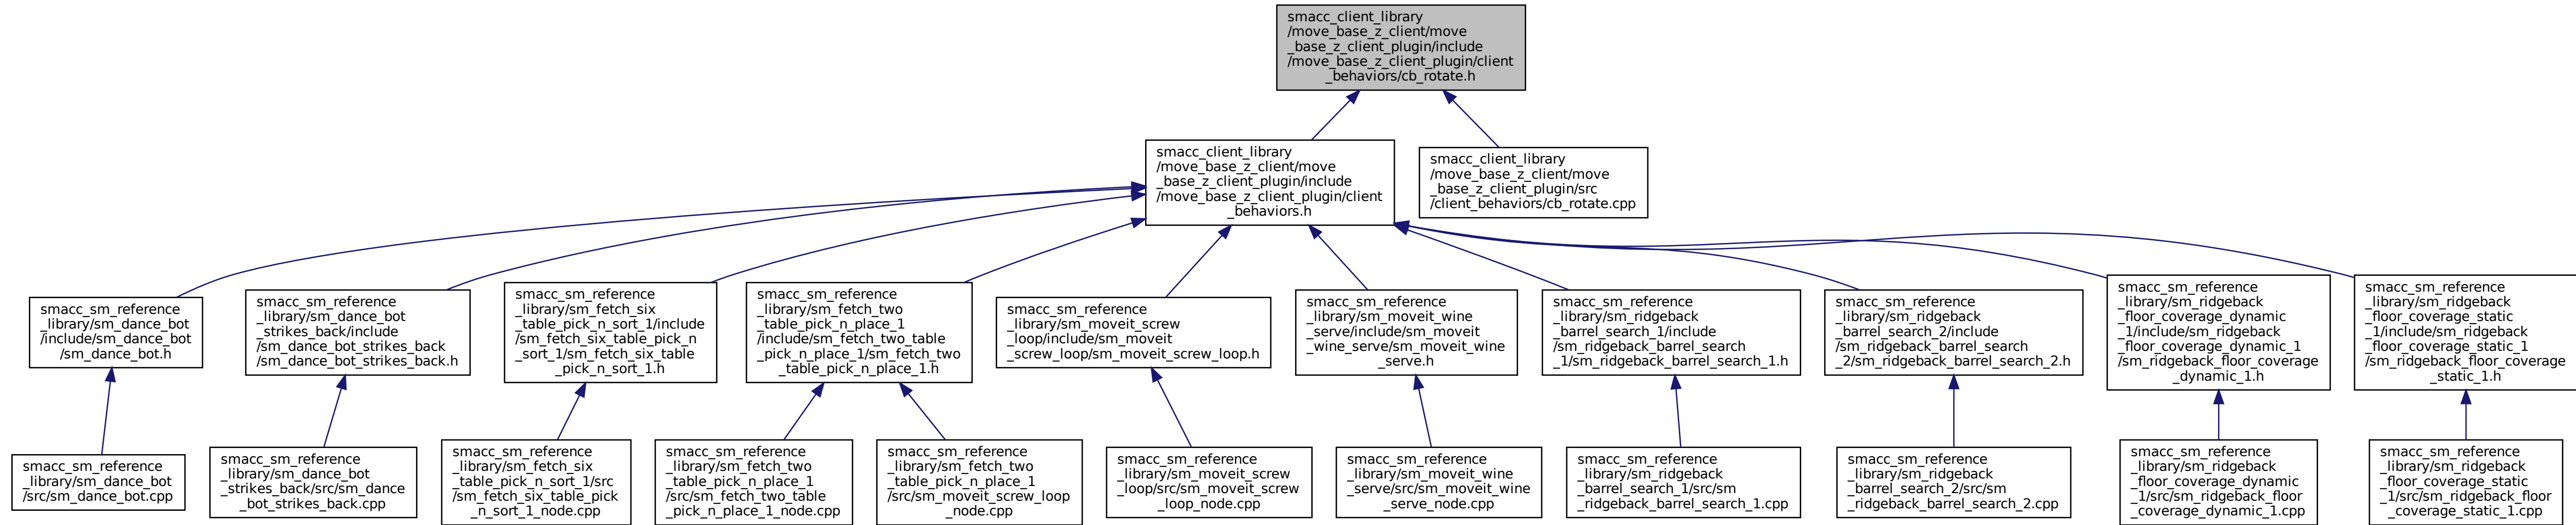 smacc_client_library
/move_base_z_client/move
_base_z_client_plugin/include
/move_base_z_client_plugin/client
_behaviors/cb_rotate.h
smacc_client_library
/move_base_z_client/move
_base_z_client_plugin/include
/move_base_z_client_plugin/client
_behaviors.h
smacc_client_library
/move_base_z_client/move
_base_z_client_plugin/src
/client_behaviors/cb_rotate.cpp
smacc_sm_reference
_library/sm_dance_bot
/include/sm_dance_bot
/sm_dance_bot.h
smacc_sm_reference
_library/sm_dance_bot
_strikes_back/include
/sm_dance_bot_strikes_back
/sm_dance_bot_strikes_back.h
smacc_sm_reference
_library/sm_fetch_six
_table_pick_n_sort_1/include
/sm_fetch_six_table_pick_n
_sort_1/sm_fetch_six_table
_pick_n_sort_1.h
smacc_sm_reference
_library/sm_fetch_two
_table_pick_n_place_1
/include/sm_fetch_two_table
_pick_n_place_1/sm_fetch_two
_table_pick_n_place_1.h
smacc_sm_reference
_library/sm_moveit_screw
_loop/include/sm_moveit
_screw_loop/sm_moveit_screw_loop.h
smacc_sm_reference
_library/sm_moveit_wine
_serve/include/sm_moveit
_wine_serve/sm_moveit_wine
_serve.h
smacc_sm_reference
_library/sm_ridgeback
_barrel_search_1/include
/sm_ridgeback_barrel_search
_1/sm_ridgeback_barrel_search_1.h
smacc_sm_reference
_library/sm_ridgeback
_barrel_search_2/include
/sm_ridgeback_barrel_search
_2/sm_ridgeback_barrel_search_2.h
smacc_sm_reference
_library/sm_ridgeback
_floor_coverage_dynamic
_1/include/sm_ridgeback
_floor_coverage_dynamic_1
/sm_ridgeback_floor_coverage
_dynamic_1.h
smacc_sm_reference
_library/sm_ridgeback
_floor_coverage_static
_1/include/sm_ridgeback
_floor_coverage_static_1
/sm_ridgeback_floor_coverage
_static_1.h
smacc_sm_reference
_library/sm_dance_bot
/src/sm_dance_bot.cpp
smacc_sm_reference
_library/sm_dance_bot
_strikes_back/src/sm_dance
_bot_strikes_back.cpp
smacc_sm_reference
_library/sm_fetch_six
_table_pick_n_sort_1/src
/sm_fetch_six_table_pick
_n_sort_1_node.cpp
smacc_sm_reference
_library/sm_fetch_two
_table_pick_n_place_1
/src/sm_fetch_two_table
_pick_n_place_1_node.cpp
smacc_sm_reference
_library/sm_fetch_two
_table_pick_n_place_1
/src/sm_moveit_screw_loop
_node.cpp
smacc_sm_reference
_library/sm_moveit_screw
_loop/src/sm_moveit_screw
_loop_node.cpp
smacc_sm_reference
_library/sm_moveit_wine
_serve/src/sm_moveit_wine
_serve_node.cpp
smacc_sm_reference
_library/sm_ridgeback
_barrel_search_1/src/sm
_ridgeback_barrel_search_1.cpp
smacc_sm_reference
_library/sm_ridgeback
_barrel_search_2/src/sm
_ridgeback_barrel_search_2.cpp
smacc_sm_reference
_library/sm_ridgeback
_floor_coverage_dynamic
_1/src/sm_ridgeback_floor
_coverage_dynamic_1.cpp
smacc_sm_reference
_library/sm_ridgeback
_floor_coverage_static
_1/src/sm_ridgeback_floor
_coverage_static_1.cpp